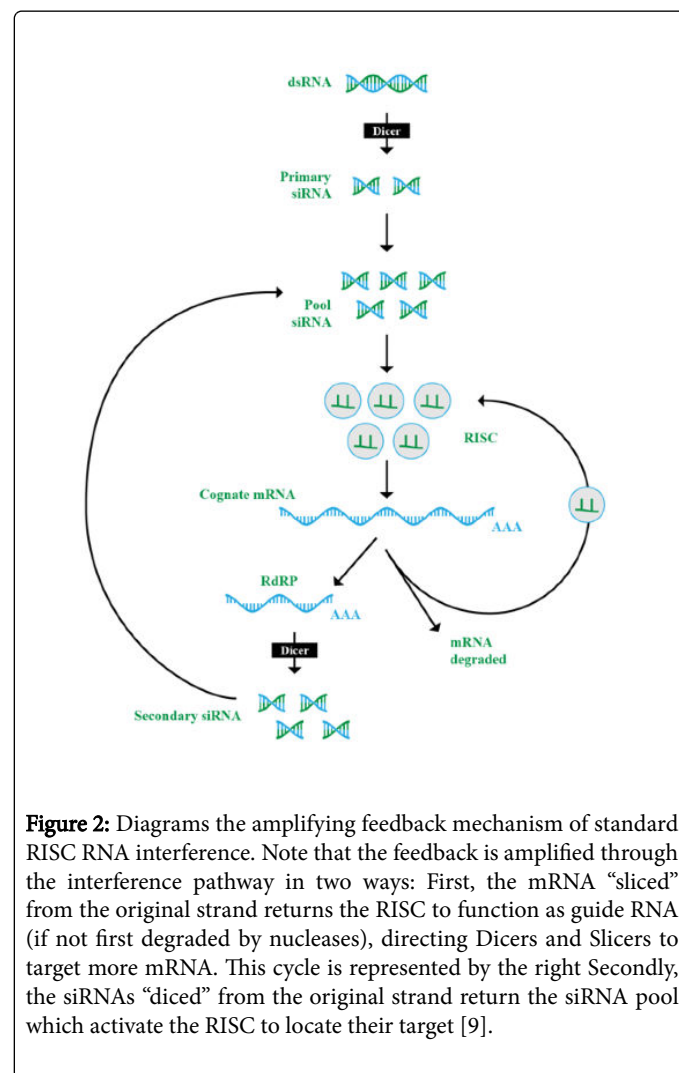 dsRNA
Dicer
Primary
siRNA
Pool
siRNA
RISC
Cognate mRNA
AAA
RdRP
AAA
mRNA
degraded
Dicer
Secondary siRNA
Figure 2: Diagrams the amplifying feedback mechanism of standard
RISC RNA interference. Note that the feedback is amplified through
the interference pathway in two ways: First, the mRNA “sliced”
from the original strand returns the RISC to function as guide RNA
(if not first degraded by nucleases), directing Dicers and Slicers to
target more mRNA. This cycle is represented by the right Secondly,
the siRNAs “diced” from the original strand return the siRNA pool
which activate the RISC to locate their target [9].